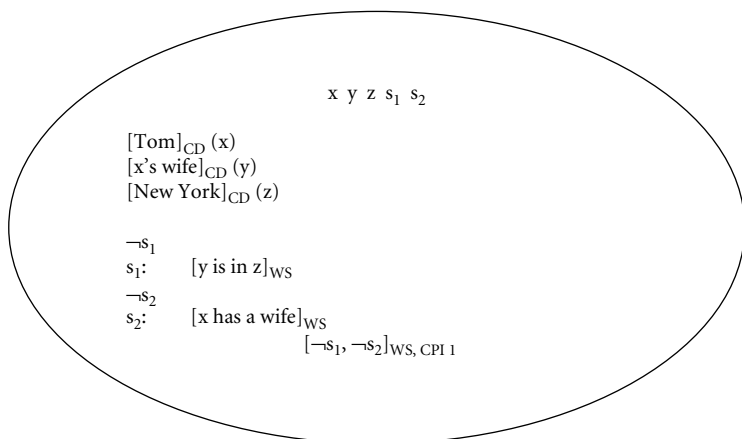 x y z s₁ s₂
[Tom]CD (x)
[x's wife]CD (y)
[New York]CD (z)
¬s₁
s₁: [y is in z]WS
¬s₂
s₂: [x has a wife]WS
[¬s₁, ¬s₂]WS, CPI 1